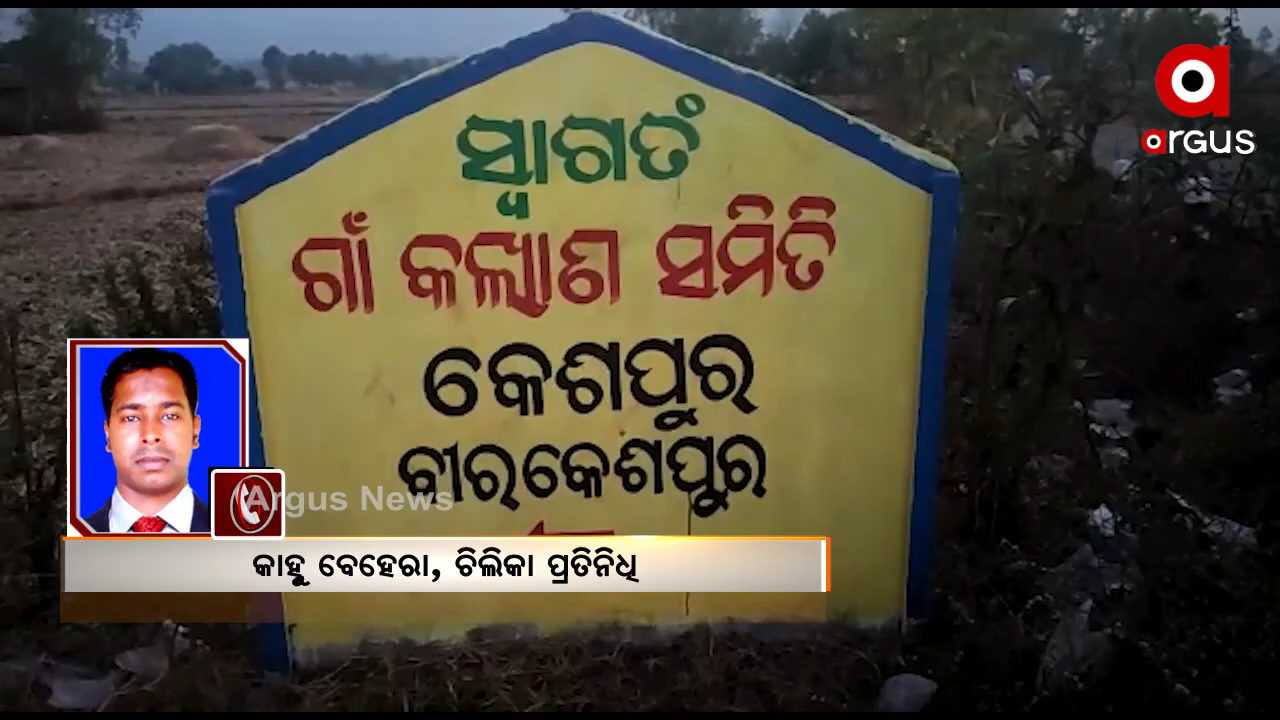 ସ୍ୱାଗତଂ
ଗାଁ କଲ୍ୟାଣ ସମିତି
କେଶପୁର
ବୀରକେଶପୁର
argus
Argus News
କାହୁ ବେହେରା, ଚିଲିକା ପ୍ରତିନିଧି